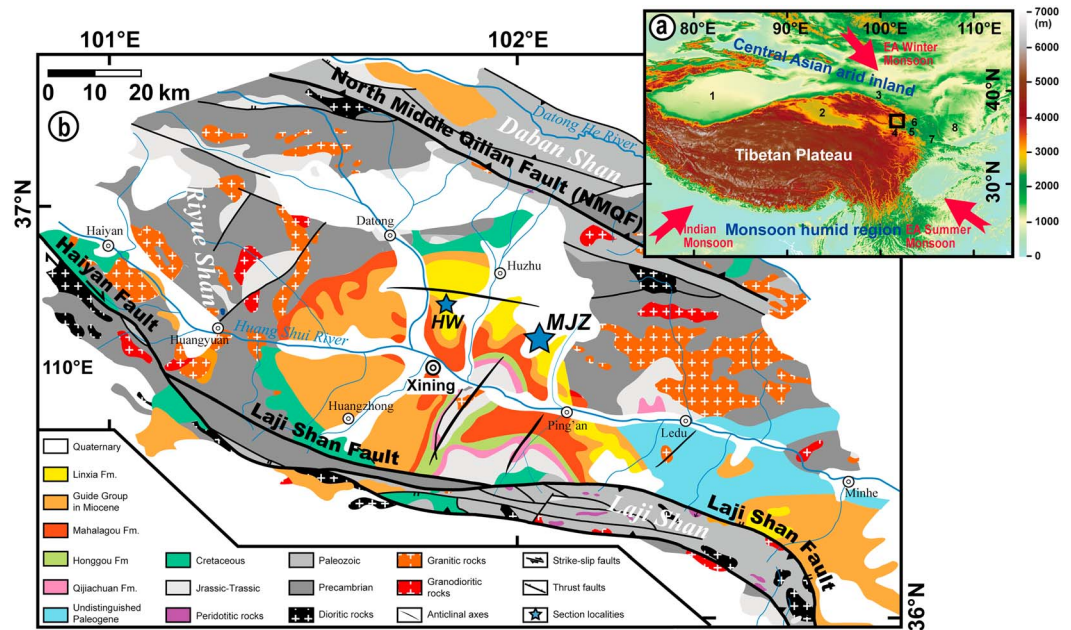 101°E
102°E
0 10 20 km
b
37°N
North Middle Qilian Fault (NMQF)
Daban Shan
Datong He River
Riyue Shan
Haiyan
Haiyan Fault
Datong
Huzhu
HW
MJZ
Huangyuan
Huang Shui River
110°E
Xining
Huangzhong
Ping'an
Ledu
Minhe
Laji Shan Fault
Laji Shan
Laji Shan Fault
36°N
a
80°E
90°E
100°E
7000
(m)
6000
5000
4000
3000
2000
1000
0
40°N
30°N
EA Winter
Monsoon
Central Asian arid inland
1
2
3
4
5
6
7
8
Tibetan Plateau
Indian
Monsoon
Monsoon humid region
EA Summer
Monsoon
Quaternary
Linxia Fm.
Guide Group
in Miocene
Mahalagou Fm.
Honggou Fm
Qijiachuan Fm.
Undistinguished
Paleogene
Cretaceous
Jrassic-Trassic
Peridotitic rocks
Paleozoic
Precambrian
Dioritic rocks
Granitic rocks
Granodioritic
rocks
Anticlinal axes
Strike-slip faults
Thrust faults
Section localities